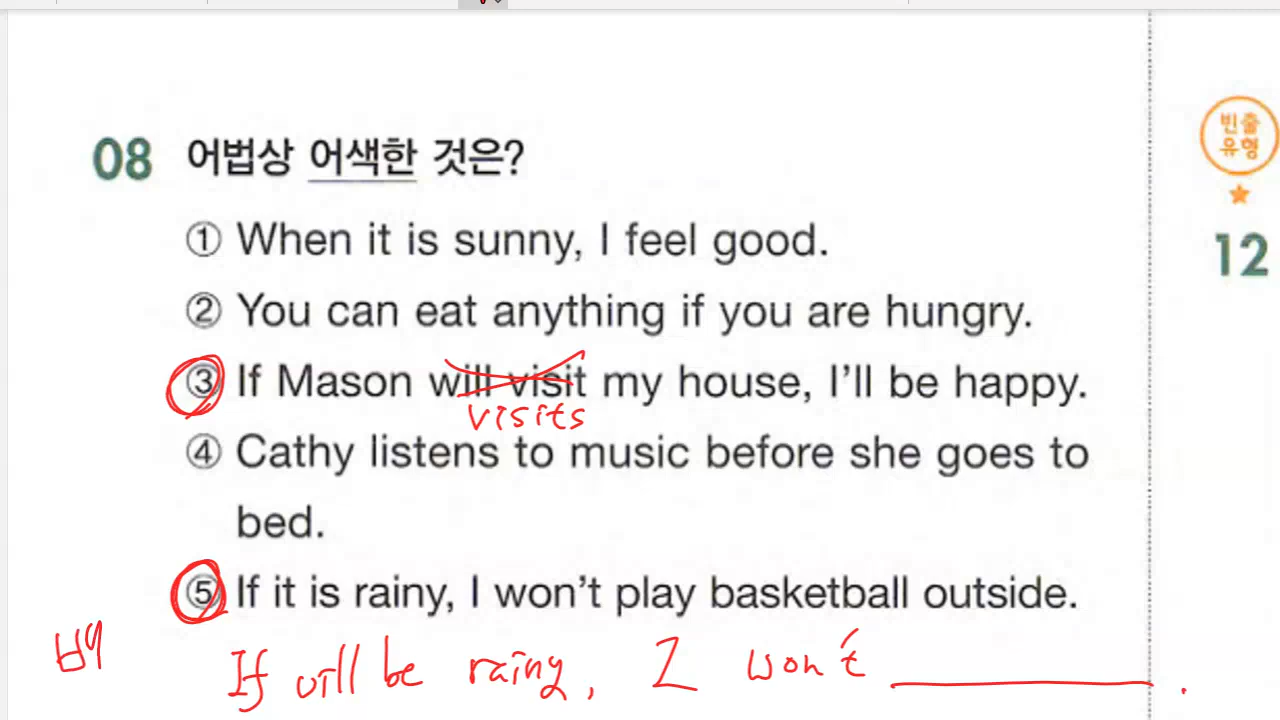 08 어법상 어색한 것은?
① When it is sunny, I feel good.
② You can eat anything if you are hungry.
③ If Mason will visit my house, I'll be happy.
visits
④ Cathy listens to music before she goes to
bed.
⑤ If it is rainy, I won't play basketball outside.
If will be rainy, I won't
빈출
유형
12